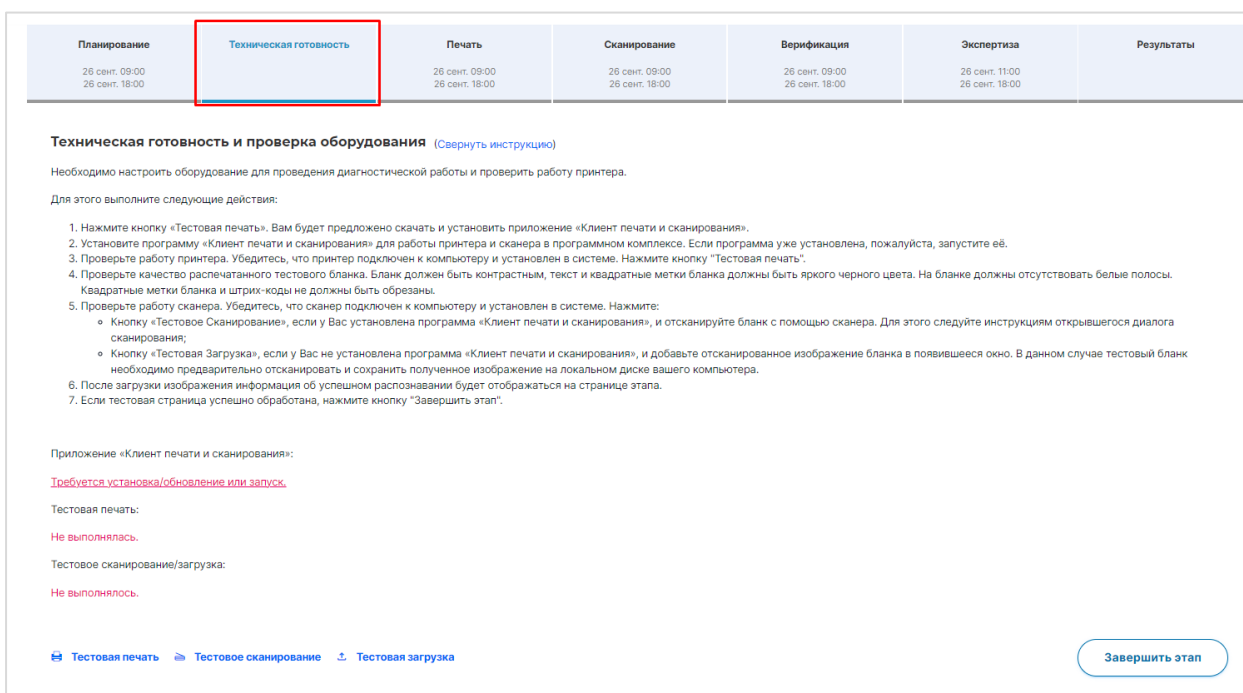 Планирование
26 сент. 09:00
26 сент. 18:00
Техническая готовность
Печать
26 сент. 09:00
26 сент. 18:00
Сканирование
26 сент. 09:00
26 сент. 18:00
Верификация
26 сент. 09:00
26 сент. 18:00
Экспертиза
26 сент. 11:00
26 сент. 18:00
Результаты
Техническая готовность и проверка оборудования (Свернуть инструкцию)
Необходимо настроить оборудование для проведения диагностической работы и проверить работу принтера.
Для этого выполните следующие действия:
1. Нажмите кнопку «Тестовая печать». Вам будет предложено скачать и установить приложение «Клиент печати и сканирования».
2. Установите программу «Клиент печати и сканирования» для работы принтера и сканера в программном комплексе. Если программа уже установлена, пожалуйста, запустите её.
3. Проверьте работу принтера. Убедитесь, что принтер подключен к компьютеру и установлен в системе. Нажмите кнопку "Тестовая печать".
4. Проверьте качество распечатанного тестового бланка. Бланк должен быть контрастным, текст и квадратные метки бланка должны быть яркого черного цвета. На бланке должны отсутствовать белые полосы.
Квадратные метки бланка и штрих-коды не должны быть обрезаны.
5. Проверьте работу сканера. Убедитесь, что сканер подключен к компьютеру и установлен в системе. Нажмите:
Кнопку «Тестовое Сканирование», если у Вас установлена программа «Клиент печати и сканирования», и отсканируйте бланк с помощью сканера. Для этого следуйте инструкциям открывшегося диалога
сканирования;
Кнопку «Тестовая Загрузка», если у Вас не установлена программа «Клиент печати и сканирования», и добавьте отсканированное изображение бланка в появившееся окно. В данном случае тестовый бланк
необходимо предварительно отсканировать и сохранить полученное изображение на локальном диске вашего компьютера.
6. После загрузки изображения информация об успешном распознавании будет отображаться на странице этапа.
7. Если тестовая страница успешно обработана, нажмите кнопку "Завершить этап".
Приложение «Клиент печати и сканирования»:
Требуется установка/обновление или запуск.
Тестовая печать:
Не выполнялась.
Тестовое сканирование/загрузка:
Не выполнялось.
Тестовая печать Тестовое сканирование Тестовая загрузка
Завершить этап